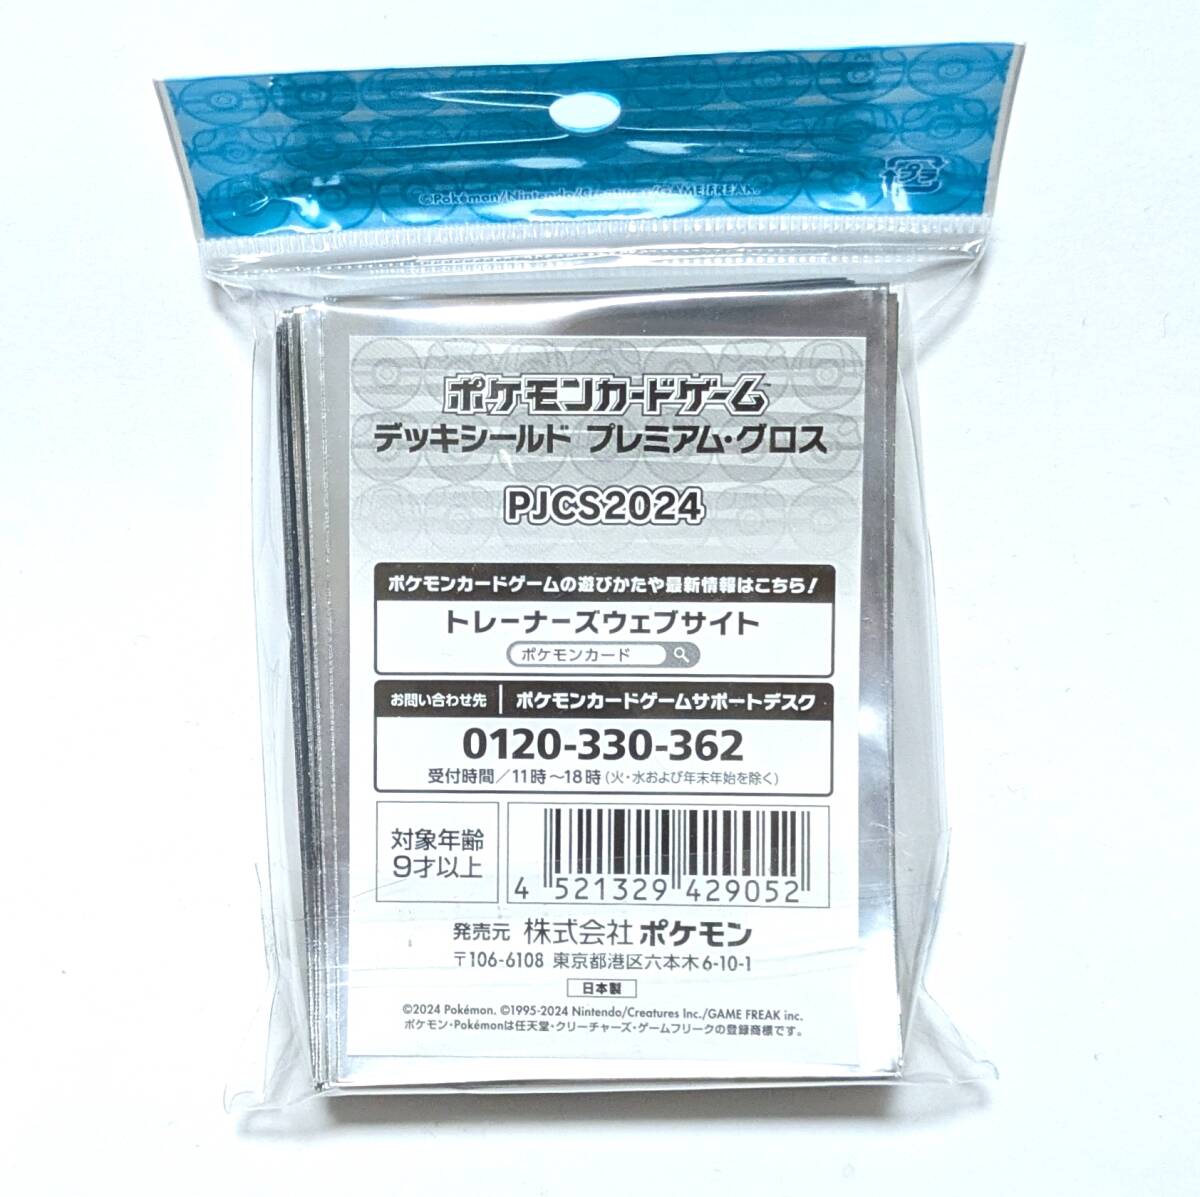 プラ
©Pokémon/Nintendo/Creatures/GAME FREAK.
ポケモンカードゲーム™
デッキシールド プレミアム・グロス
PJCS2024
ポケモンカードゲームの遊びかたや最新情報はこちら!
トレーナーズウェブサイト
ポケモンカード
お問い合わせ先 ポケモンカードゲームサポートデスク
0120-330-362
受付時間/11時~18時(火・水および年末年始を除く)
対象年齢
9才以上
4 521329 429052
発売元 株式会社 ポケモン
〒106-6108 東京都港区六本木6-10-1
日本製
©2024 Pokémon. ©1995-2024 Nintendo/Creatures Inc./GAME FREAK inc.
ポケモン・Pokémonは任天堂・クリーチャーズ・ゲームフリークの登録商標です。